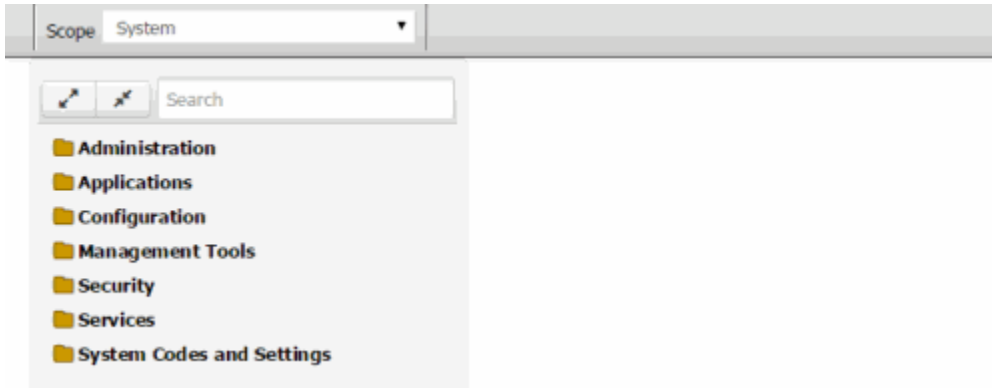 Scope System
Search
Administration
Applications
Configuration
Management Tools
Security
Services
System Codes and Settings